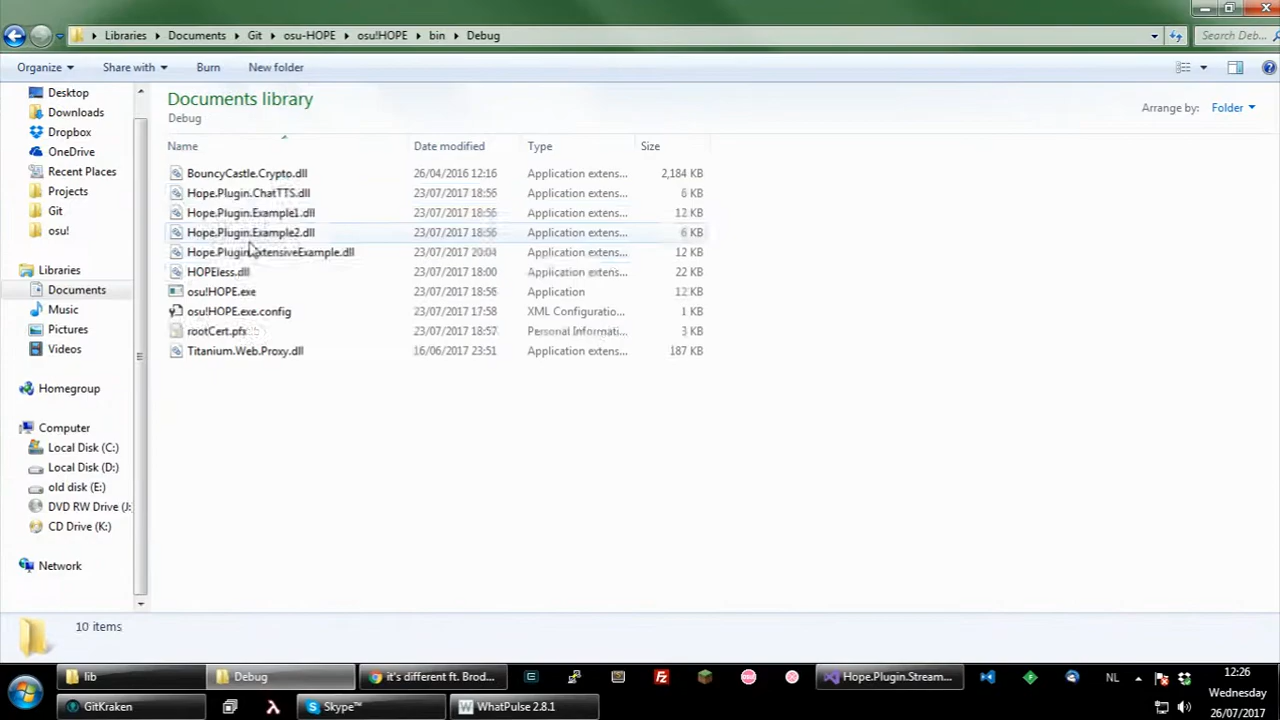 Libraries Documents Git osu-HOPE osu!HOPE bin Debug
Search Deb...
Organize Share with Burn New folder
Desktop
Downloads
Dropbox
OneDrive
Recent Places
Projects
Git
osu!
Libraries
Documents
Music
Pictures
Videos
Homegroup
Computer
Local Disk (C:)
Local Disk (D:)
old disk (E:)
DVD RW Drive (J:
CD Drive (K:)
Network
Documents library
Debug
Arrange by: Folder
Name Date modified Type Size
BouncyCastle.Crypto.dll 26/04/2016 12:16 Application extens... 2,184 KB
Hope.Plugin.ChatTTS.dll 23/07/2017 18:56 Application extens... 6 KB
Hope.Plugin.Example1.dll 23/07/2017 18:56 Application extens... 12 KB
Hope.Plugin.Example2.dll 23/07/2017 18:56 Application extens... 6 KB
Hope.Plugin.ExtensiveExample.dll 23/07/2017 20:04 Application extens... 12 KB
HOPEless.dll 23/07/2017 18:00 Application extens... 22 KB
osu!HOPE.exe 23/07/2017 18:56 Application 12 KB
osu!HOPE.exe.config 23/07/2017 17:58 XML Configuratio... 1 KB
rootCert.pfx 23/07/2017 18:57 Personal Informati... 3 KB
Titanium.Web.Proxy.dll 16/06/2017 23:51 Application extens... 187 KB
10 items
lib Debug it's different ft. Brod... Hope.Plugin.Stream... NL
GitKraken Skype™ WhatPulse 2.8.1
12:26
Wednesday
26/07/2017